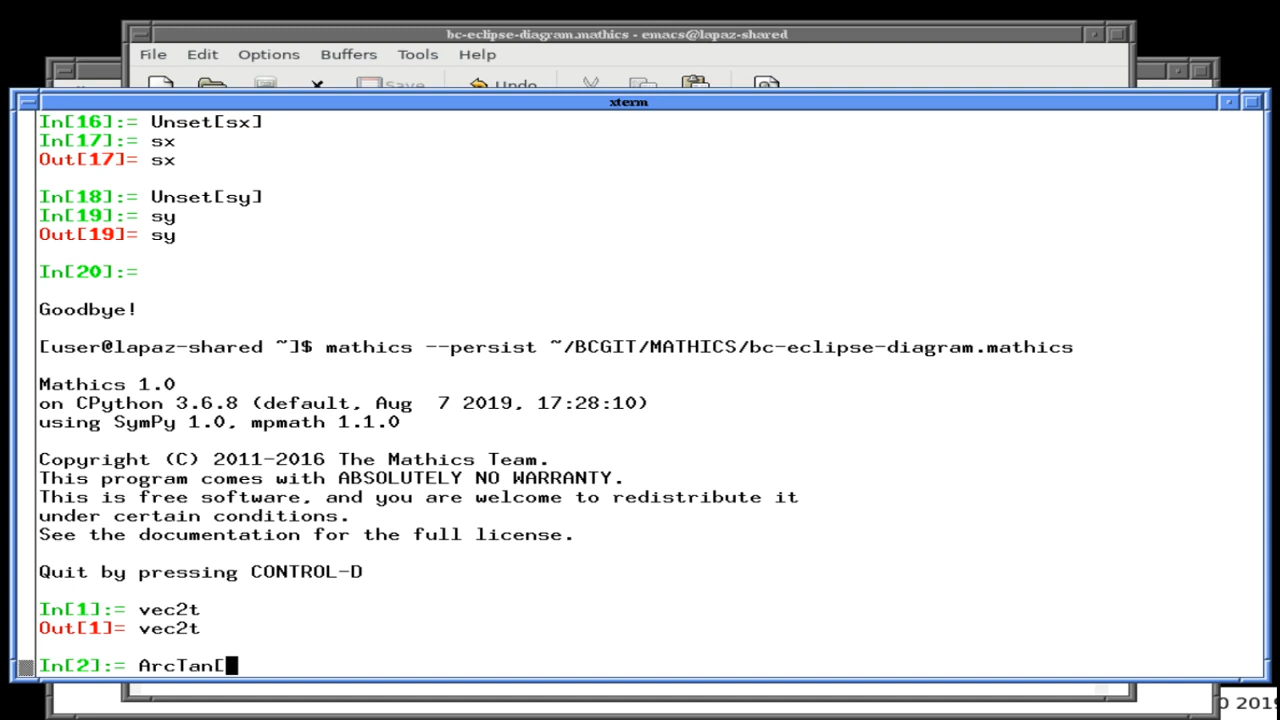 bc-eclipse-diagram.mathics - emacs@lapaz-shared
File Edit Options Buffers Tools Help
Save Undo
xterm
In[16]:= Unset[sx]
In[17]:= sx
Out[17]= sx
In[18]:= Unset[sy]
In[19]:= sy
Out[19]= sy
In[20]:=
Goodbye!
[user@lapaz-shared ~]$ mathics --persist ~/BCGIT/MATHICS/bc-eclipse-diagram.mathics
Mathics 1.0
on CPython 3.6.8 (default, Aug  7 2019, 17:28:10)
using SymPy 1.0, mpmath 1.1.0
Copyright (C) 2011-2016 The Mathics Team.
This program comes with ABSOLUTELY NO WARRANTY.
This is free software, and you are welcome to redistribute it
under certain conditions.
See the documentation for the full license.
Quit by pressing CONTROL-D
In[1]:= vec2t
Out[1]= vec2t
In[2]:= ArcTan[